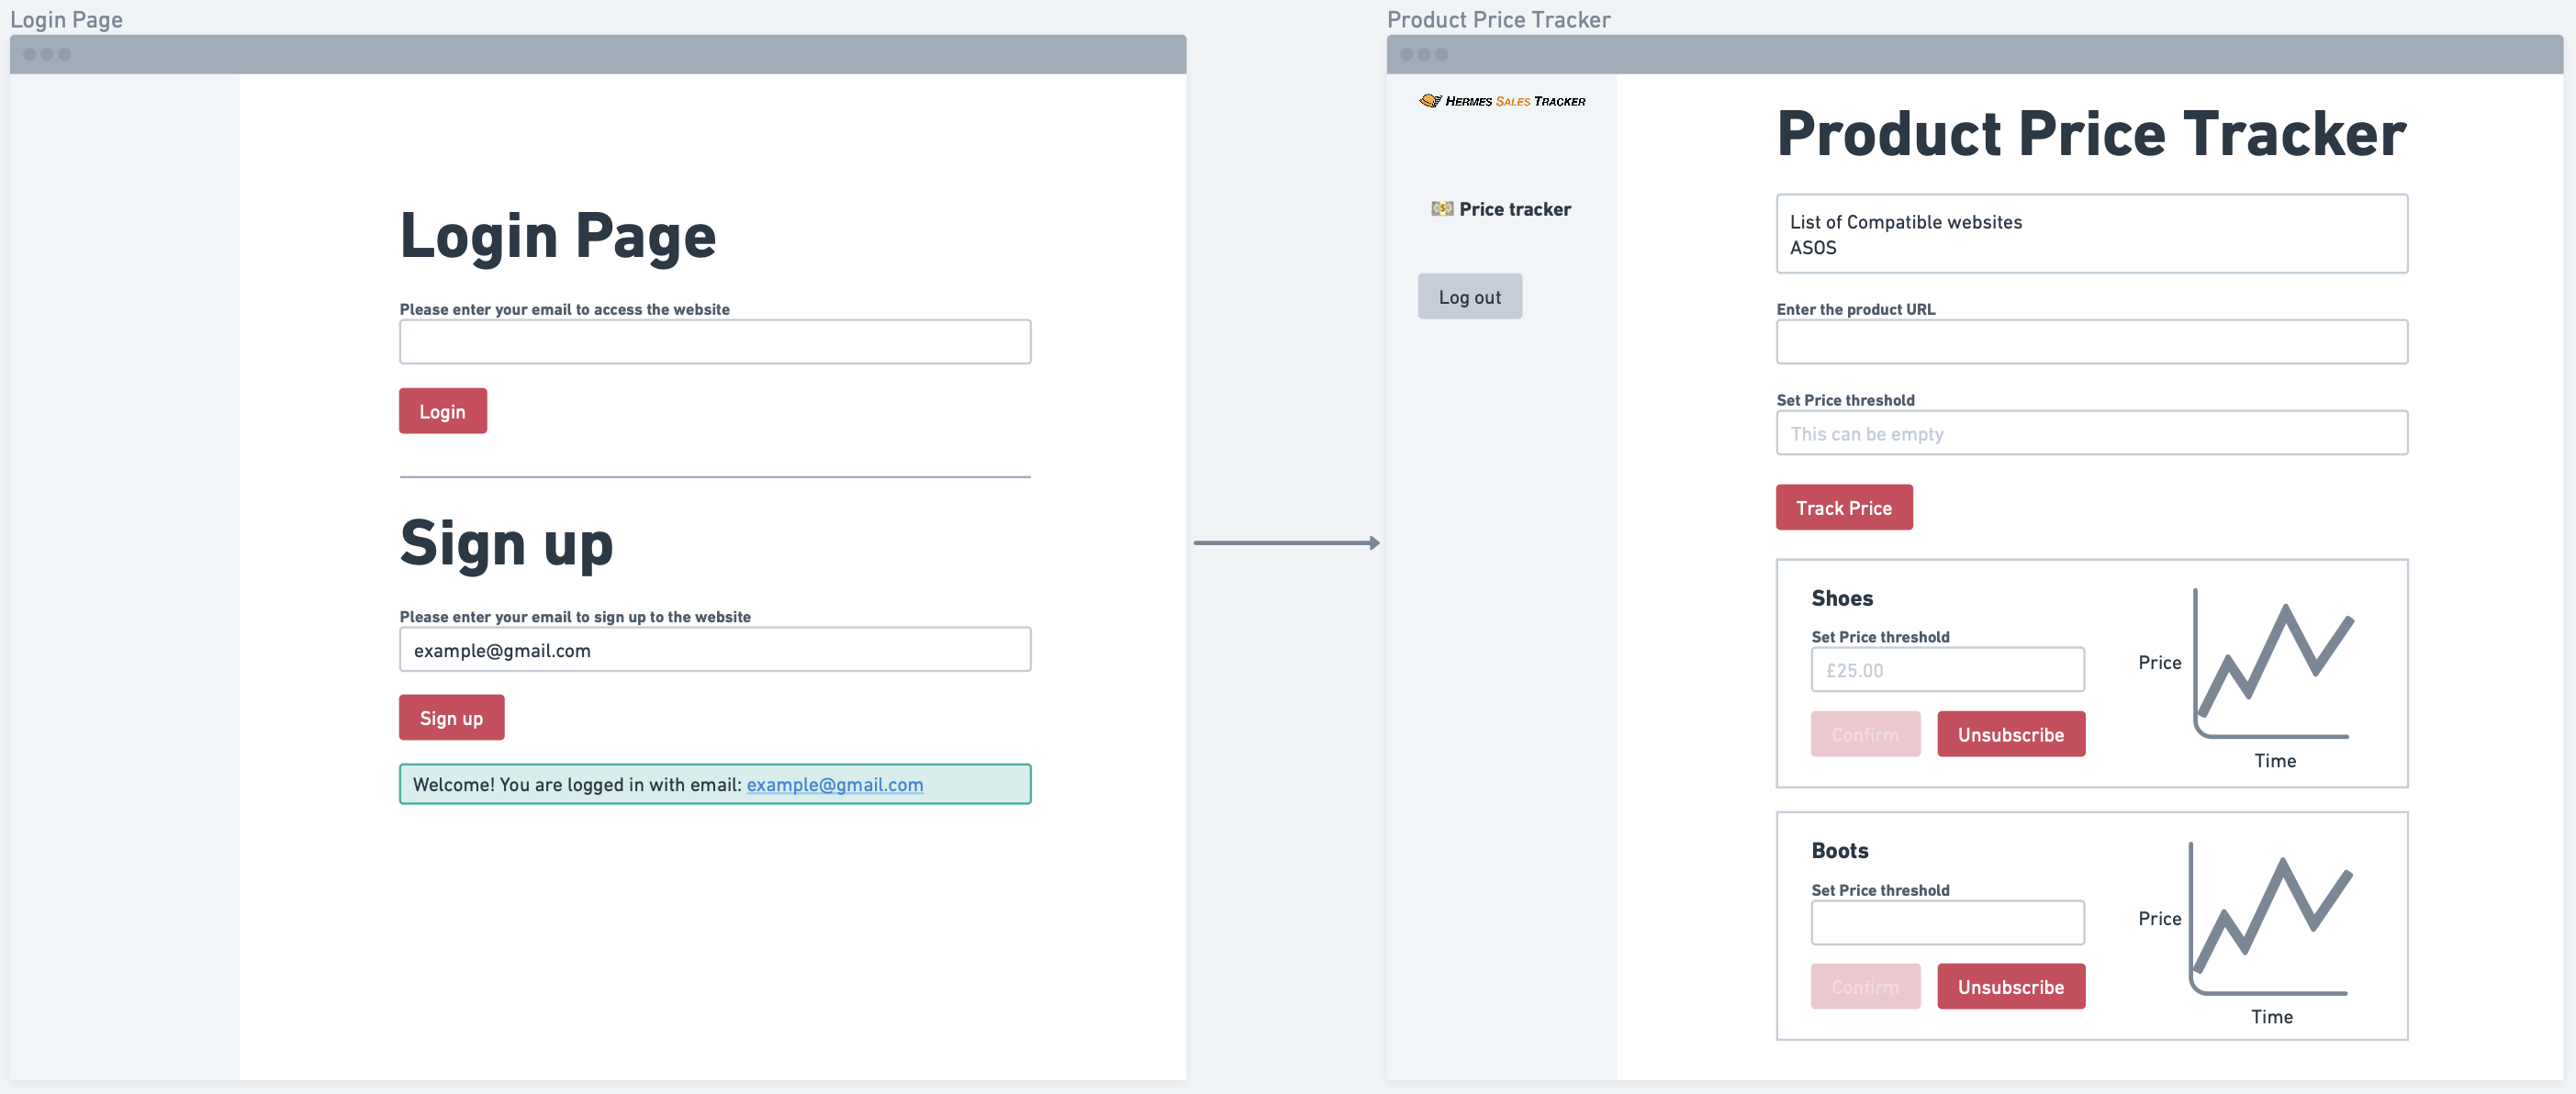 Login Page
Login Page
Please enter your email to access the website
Login
Sign up
Please enter your email to sign up to the website
example@gmail.com
Sign up
Welcome! You are logged in with email: example@gmail.com
Product Price Tracker
HERMES SALES TRACKER
Price tracker
Log out
Product Price Tracker
List of Compatible websites
ASOS
Enter the product URL
Set Price threshold
This can be empty
Track Price
Shoes
Set Price threshold
£25.00
Confirm
Unsubscribe
Price
Time
Boots
Set Price threshold
Confirm
Unsubscribe
Price
Time